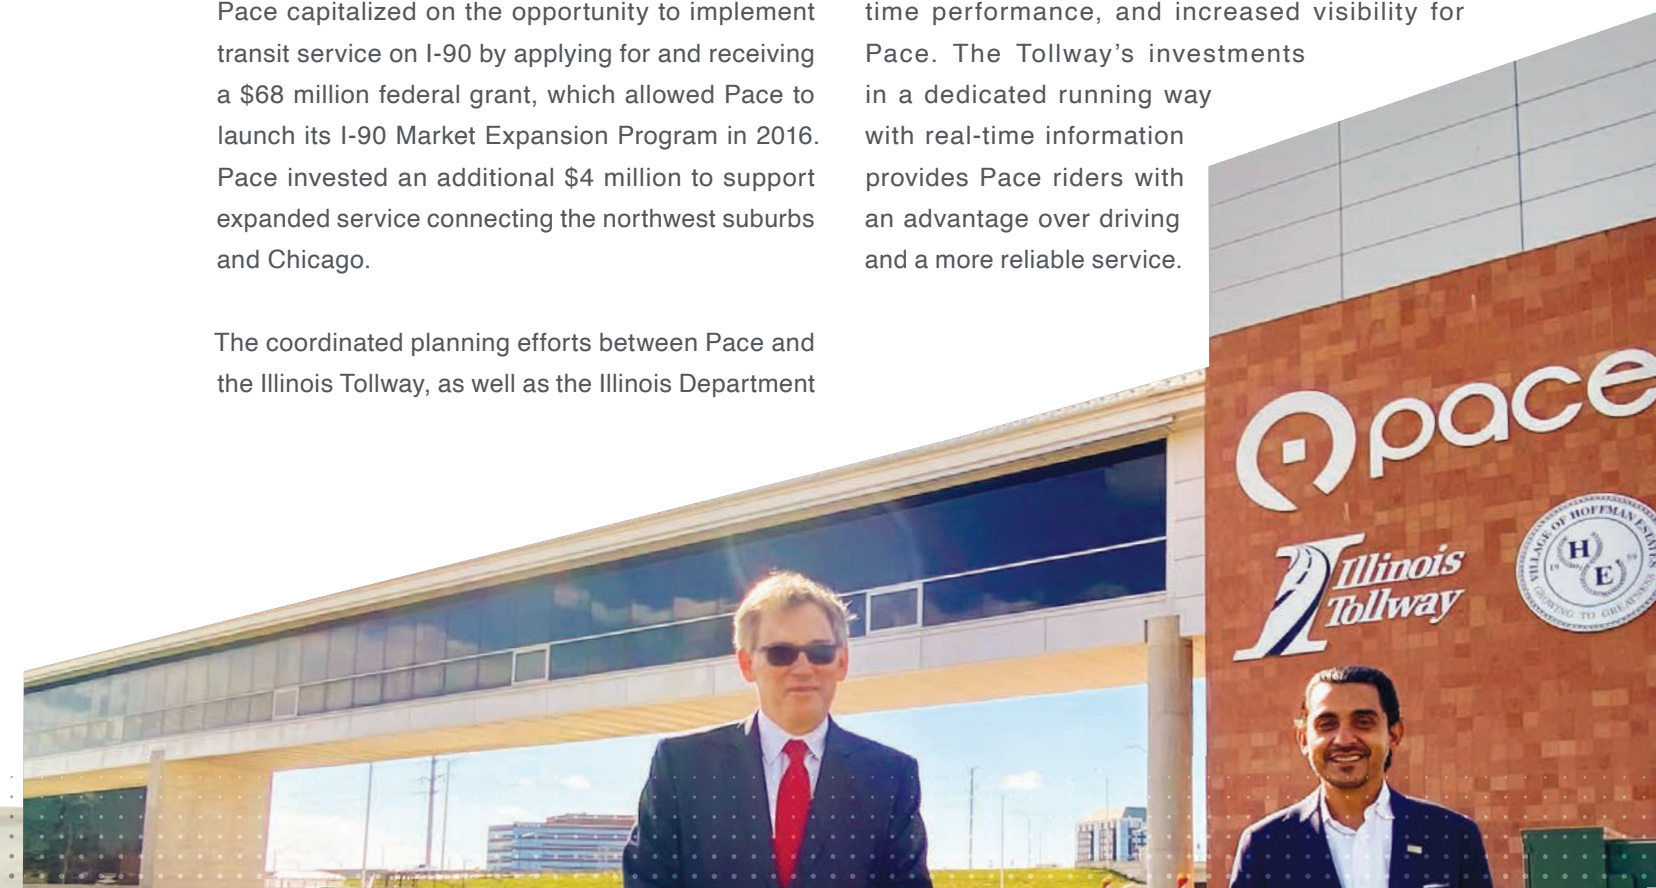 Pace capitalized on the opportunity to implement
transit service on I-90 by applying for and receiving
a $68 million federal grant, which allowed Pace to
launch its I-90 Market Expansion Program in 2016.
Pace invested an additional $4 million to support
expanded service connecting the northwest suburbs
and Chicago.
The coordinated planning efforts between Pace and
the Illinois Tollway, as well as the Illinois Department
time performance, and increased visibility for
Pace. The Tollway’s investments
in a dedicated running way
with real-time information
provides Pace riders with
an advantage over driving
and a more reliable service.
pace
Illinois
Tollway
VILLAGE OF HOFFMAN ESTATES
H
E
19 59
GROWING TO GREATNESS